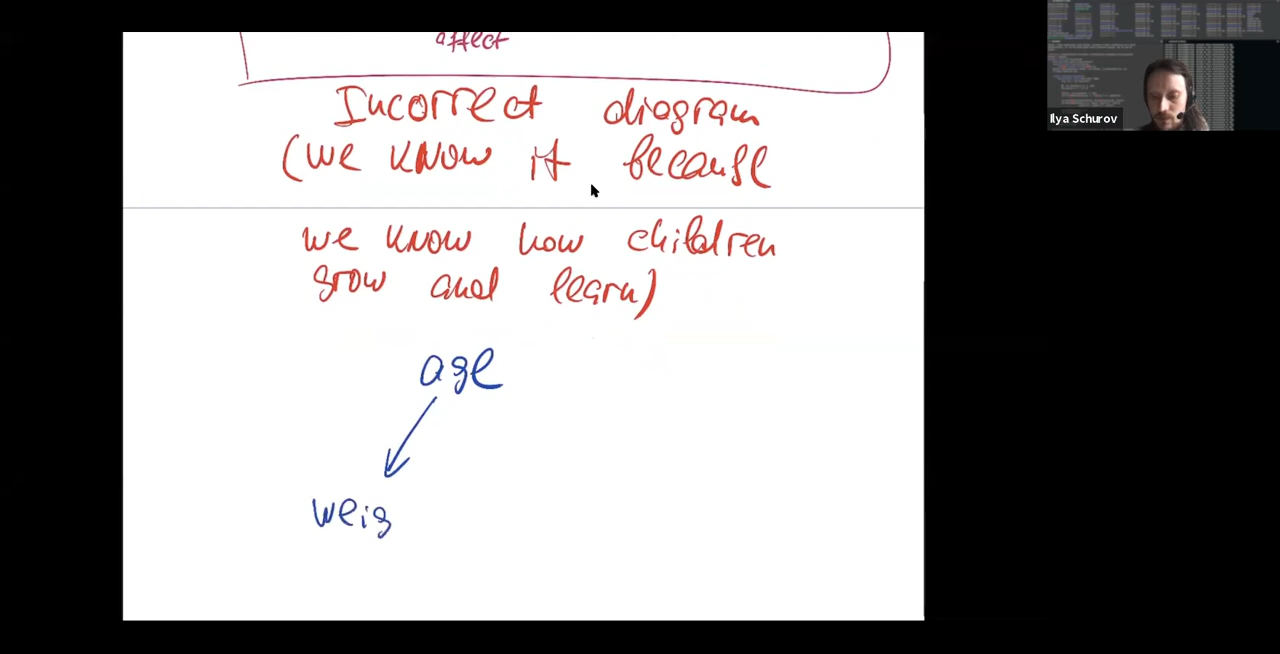 affect
Incorrect diagram
(we know it because
we know how children
grow and learn)
age
weig
Ilya Schurov